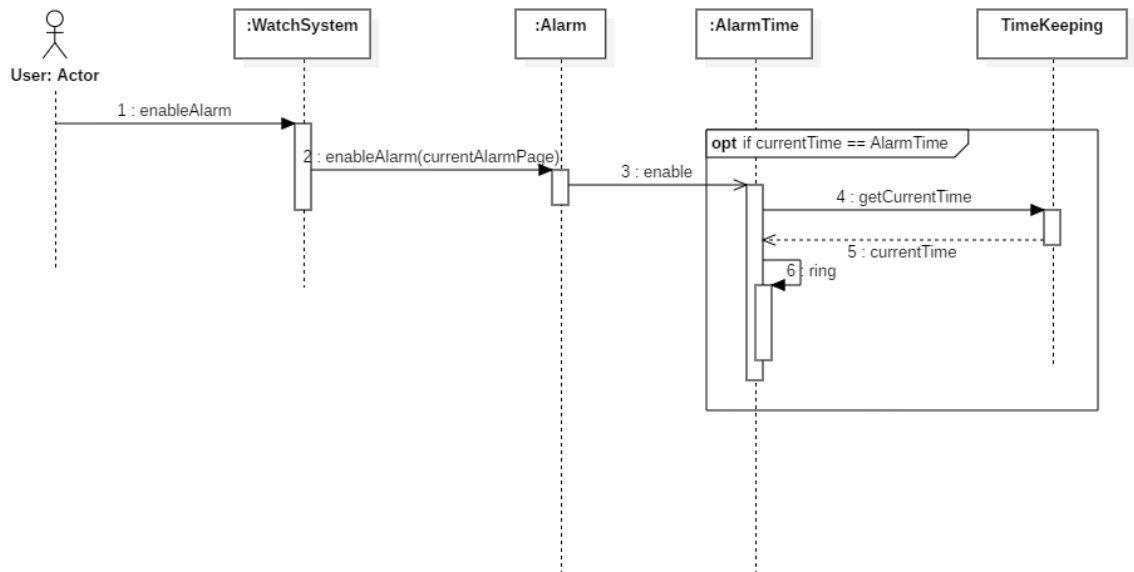 :WatchSystem
:Alarm
:AlarmTime
TimeKeeping
User: Actor
1 : enableAlarm
opt if currentTime == AlarmTime
2 : enableAlarm(currentAlarmPage)
3 : enable
4 : getCurrentTime
5 : currentTime
6 : ring